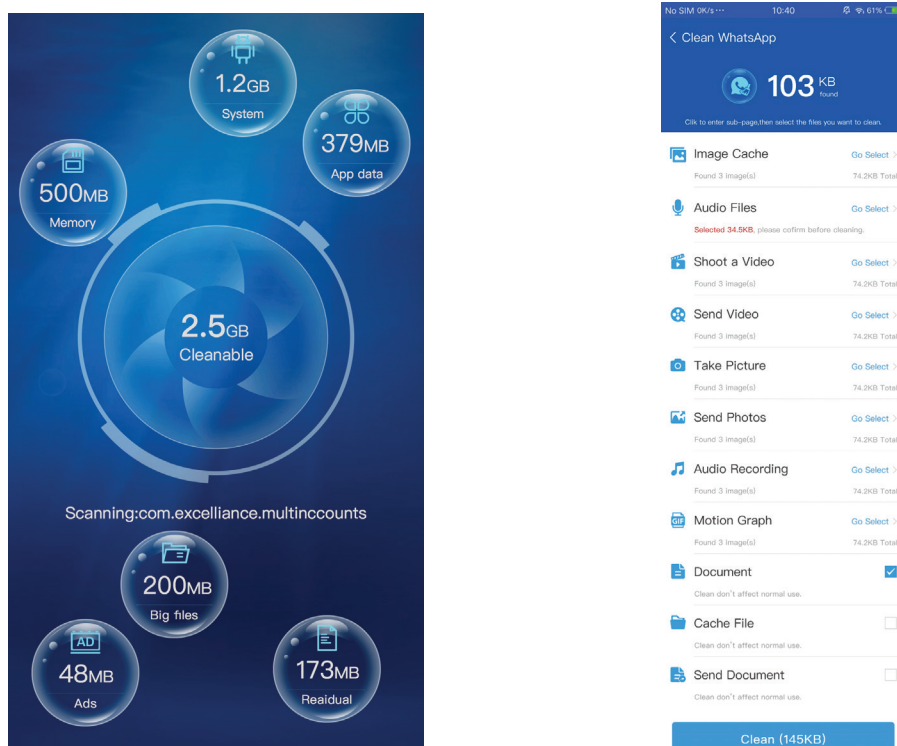 1.2GB
System
379MB
App data
500MB
Memory
2.5GB
Cleanable
Scanning:com.excelliance.multinccounts
200MB
Big files
AD
48MB
Ads
173MB
Reaidual
No SIM 0K/s ··· 10:40 61%
< Clean WhatsApp
103 KB
found
Clik to enter sub-page,then select the files you want to clean.
Image Cache Go Select >
Found 3 image(s) 74.2KB Total
Audio Files Go Select >
Selected 34.5KB, please cofirm before cleaning.
Shoot a Video Go Select >
Found 3 image(s) 74.2KB Total
Send Video Go Select >
Found 3 image(s) 74.2KB Total
Take Picture Go Select >
Found 3 image(s) 74.2KB Total
Send Photos Go Select >
Found 3 image(s) 74.2KB Total
Audio Recording Go Select >
Found 3 image(s) 74.2KB Total
GIF Motion Graph Go Select >
Found 3 image(s) 74.2KB Total
Document
Clean don't affect normal use.
Cache File
Clean don't affect normal use.
Send Document
Clean don't affect normal use.
Clean (145KB)